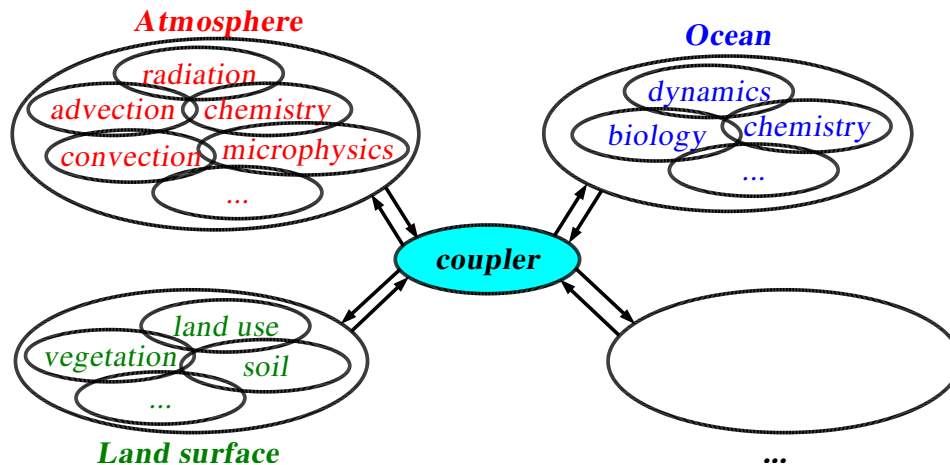 Atmosphere
radiation
advection
chemistry
convection
microphysics
...
Ocean
dynamics
biology
chemistry
...
coupler
land use
vegetation
soil
...
Land surface
...